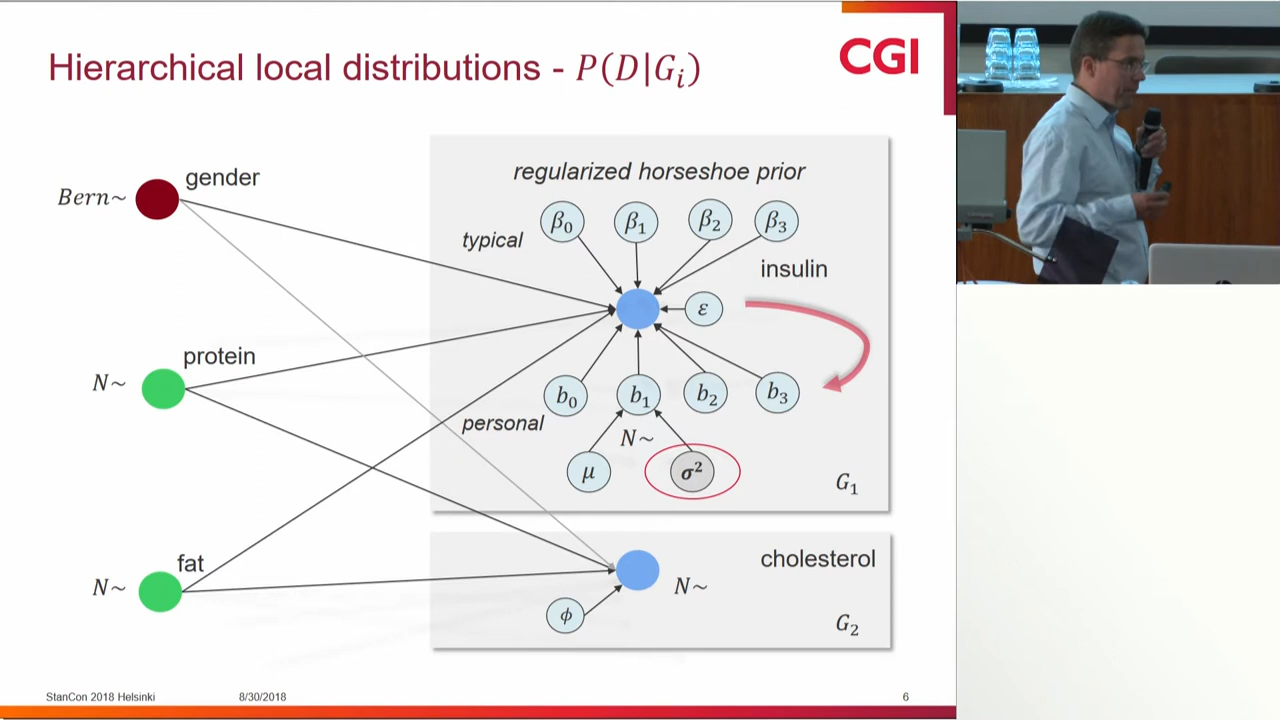 Hierarchical local distributions - P(D|G_i)
CGI
gender
Bern~
regularized horseshoe prior
β₀ β₁ β₂ β₃
typical
insulin
ε
protein
N~
b₀ b₁ b₂ b₃
personal
N~
μ σ²
G₁
fat
N~
cholesterol
N~
ϕ
G₂
StanCon 2018 Helsinki 8/30/2018 6